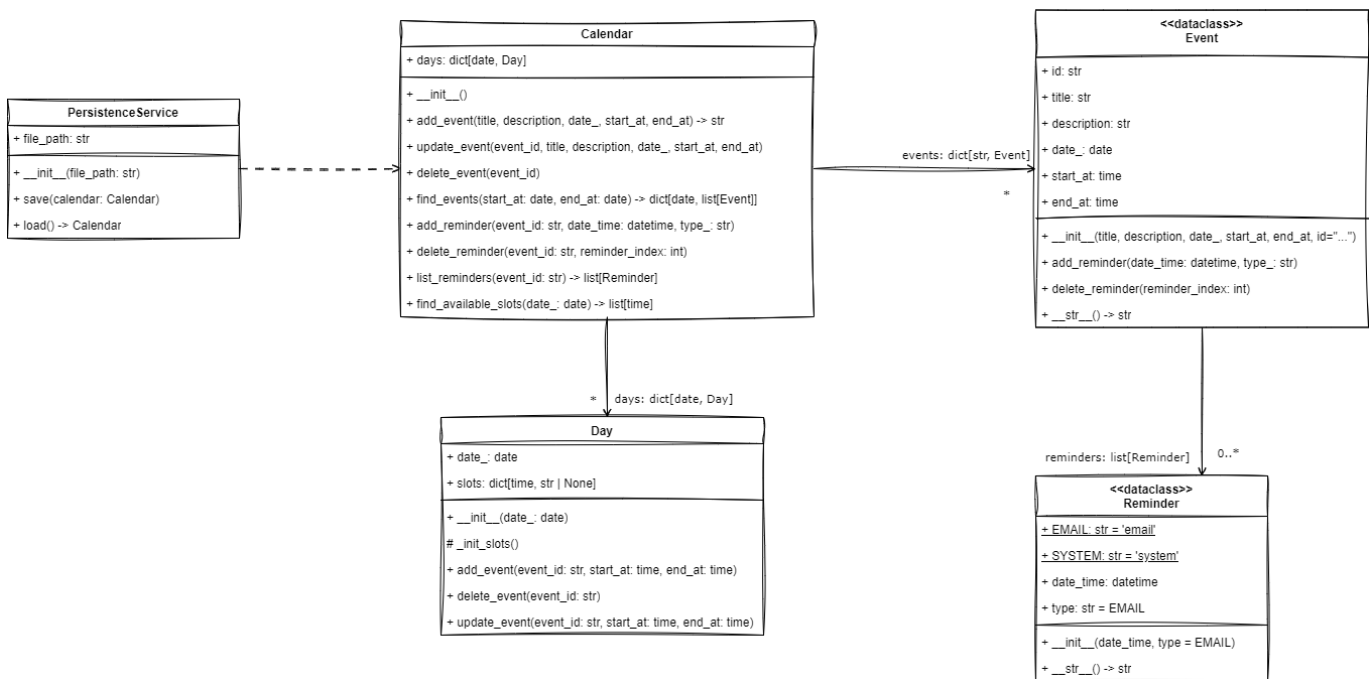 PersistenceService
+ file_path: str
+ __init__(file_path: str)
+ save(calendar: Calendar)
+ load() -> Calendar
Calendar
+ days: dict[date, Day]
+ __init__()
+ add_event(title, description, date_, start_at, end_at) -> str
+ update_event(event_id, title, description, date_, start_at, end_at)
+ delete_event(event_id)
+ find_events(start_at: date, end_at: date) -> dict[date, list[Event]]
+ add_reminder(event_id: str, date_time: datetime, type_: str)
+ delete_reminder(event_id: str, reminder_index: int)
+ list_reminders(event_id: str) -> list[Reminder]
+ find_available_slots(date_: date) -> list[time]
events: dict[str, Event]
*
<<dataclass>>
Event
+ id: str
+ title: str
+ description: str
+ date_: date
+ start_at: time
+ end_at: time
+ __init__(title, description, date_, start_at, end_at, id="...")
+ add_reminder(date_time: datetime, type_: str)
+ delete_reminder(reminder_index: int)
+ __str__() -> str
* days: dict[date, Day]
Day
+ date_: date
+ slots: dict[time, str | None]
+ __init__(date_: date)
# _init_slots()
+ add_event(event_id: str, start_at: time, end_at: time)
+ delete_event(event_id: str)
+ update_event(event_id: str, start_at: time, end_at: time)
reminders: list[Reminder] 0..*
<<dataclass>>
Reminder
+ EMAIL: str = 'email'
+ SYSTEM: str = 'system'
+ date_time: datetime
+ type: str = EMAIL
+ __init__(date_time, type = EMAIL)
+ __str__() -> str